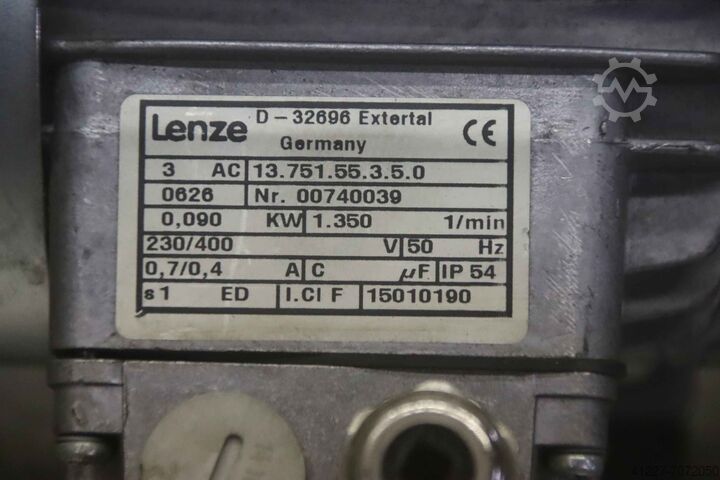 Lenze D - 32696 Extertal
Germany CE
3 AC 13.751.55.3.5.0
0626 Nr. 00740039
0,090 KW 1.350 1/min
230/400 V 50 Hz
0,7/0,4 A C µF IP 54
s1 ED I.Cl F 15010190
41227-7072050